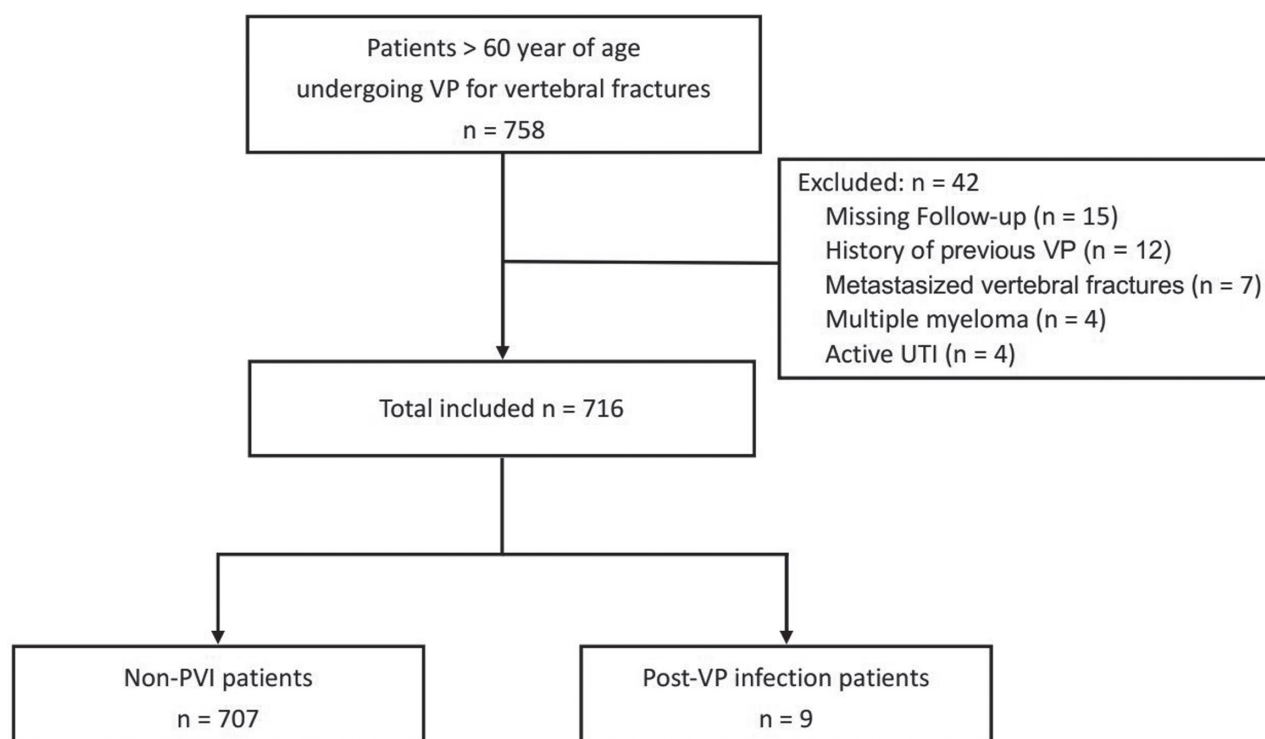 Patients > 60 year of age
undergoing VP for vertebral fractures
n = 758
Excluded: n = 42
Missing Follow-up (n = 15)
History of previous VP (n = 12)
Metastasized vertebral fractures (n = 7)
Multiple myeloma (n = 4)
Active UTI (n = 4)
Total included n = 716
Non-PVI patients
n = 707
Post-VP infection patients
n = 9